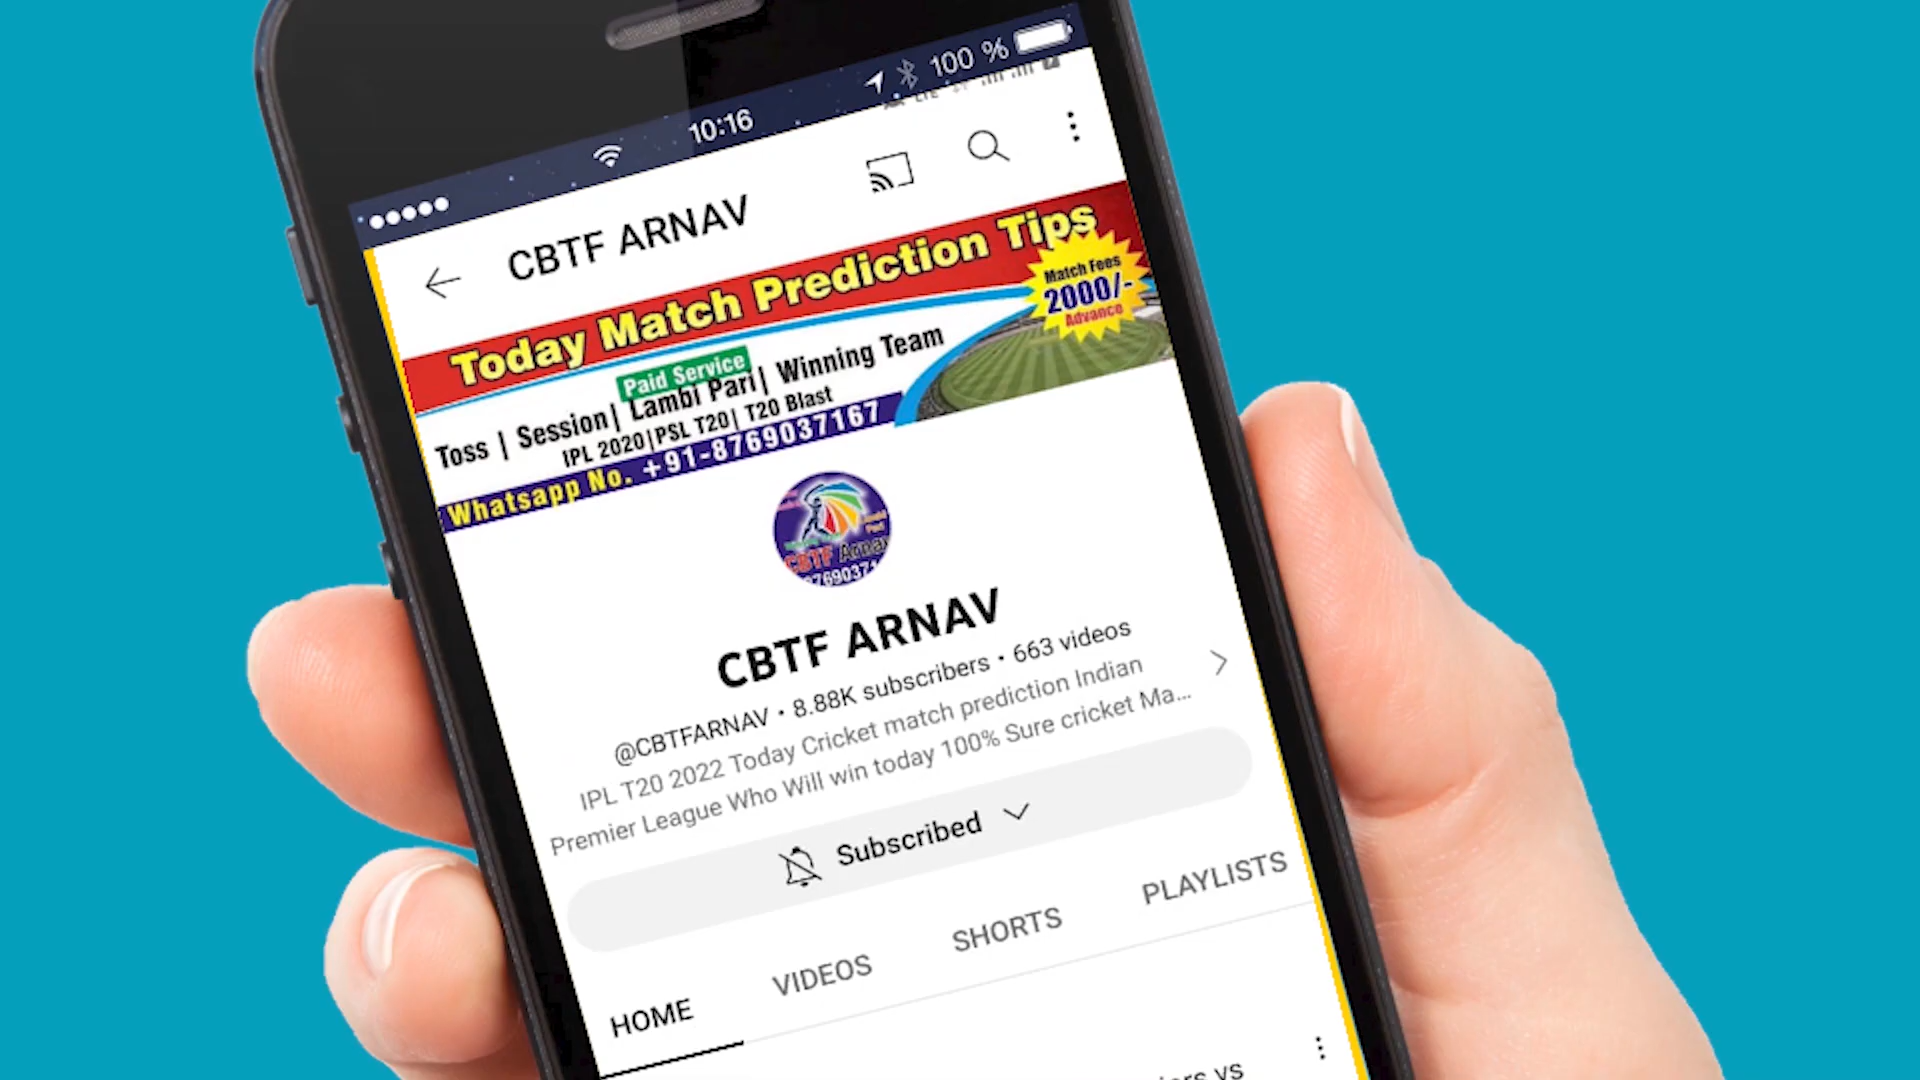 10:16
100 %
CBTF ARNAV
Today Match Prediction Tips
Match Fees
2000/-
Advance
Paid Service
Toss | Session| Lambi Pari| Winning Team
IPL 2020|PSL T20| T20 Blast
Whatsapp No. +91-8769037167
CBTF Arnav
CBTF ARNAV
@CBTFARNAV • 8.88K subscribers • 663 videos
IPL T20 2022 Today Cricket match prediction Indian
Premier League Who Will win today 100% Sure cricket Ma...
Subscribed
HOME VIDEOS SHORTS PLAYLISTS
vs